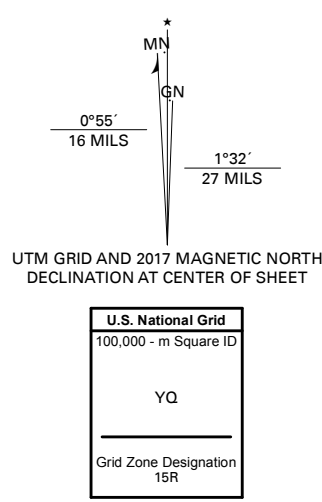 MN
GN
0°55´
16 MILS
1°32´
27 MILS
UTM GRID AND 2017 MAGNETIC NORTH
DECLINATION AT CENTER OF SHEET
U.S. National Grid
100,000 - m Square ID
YQ
Grid Zone Designation
15R